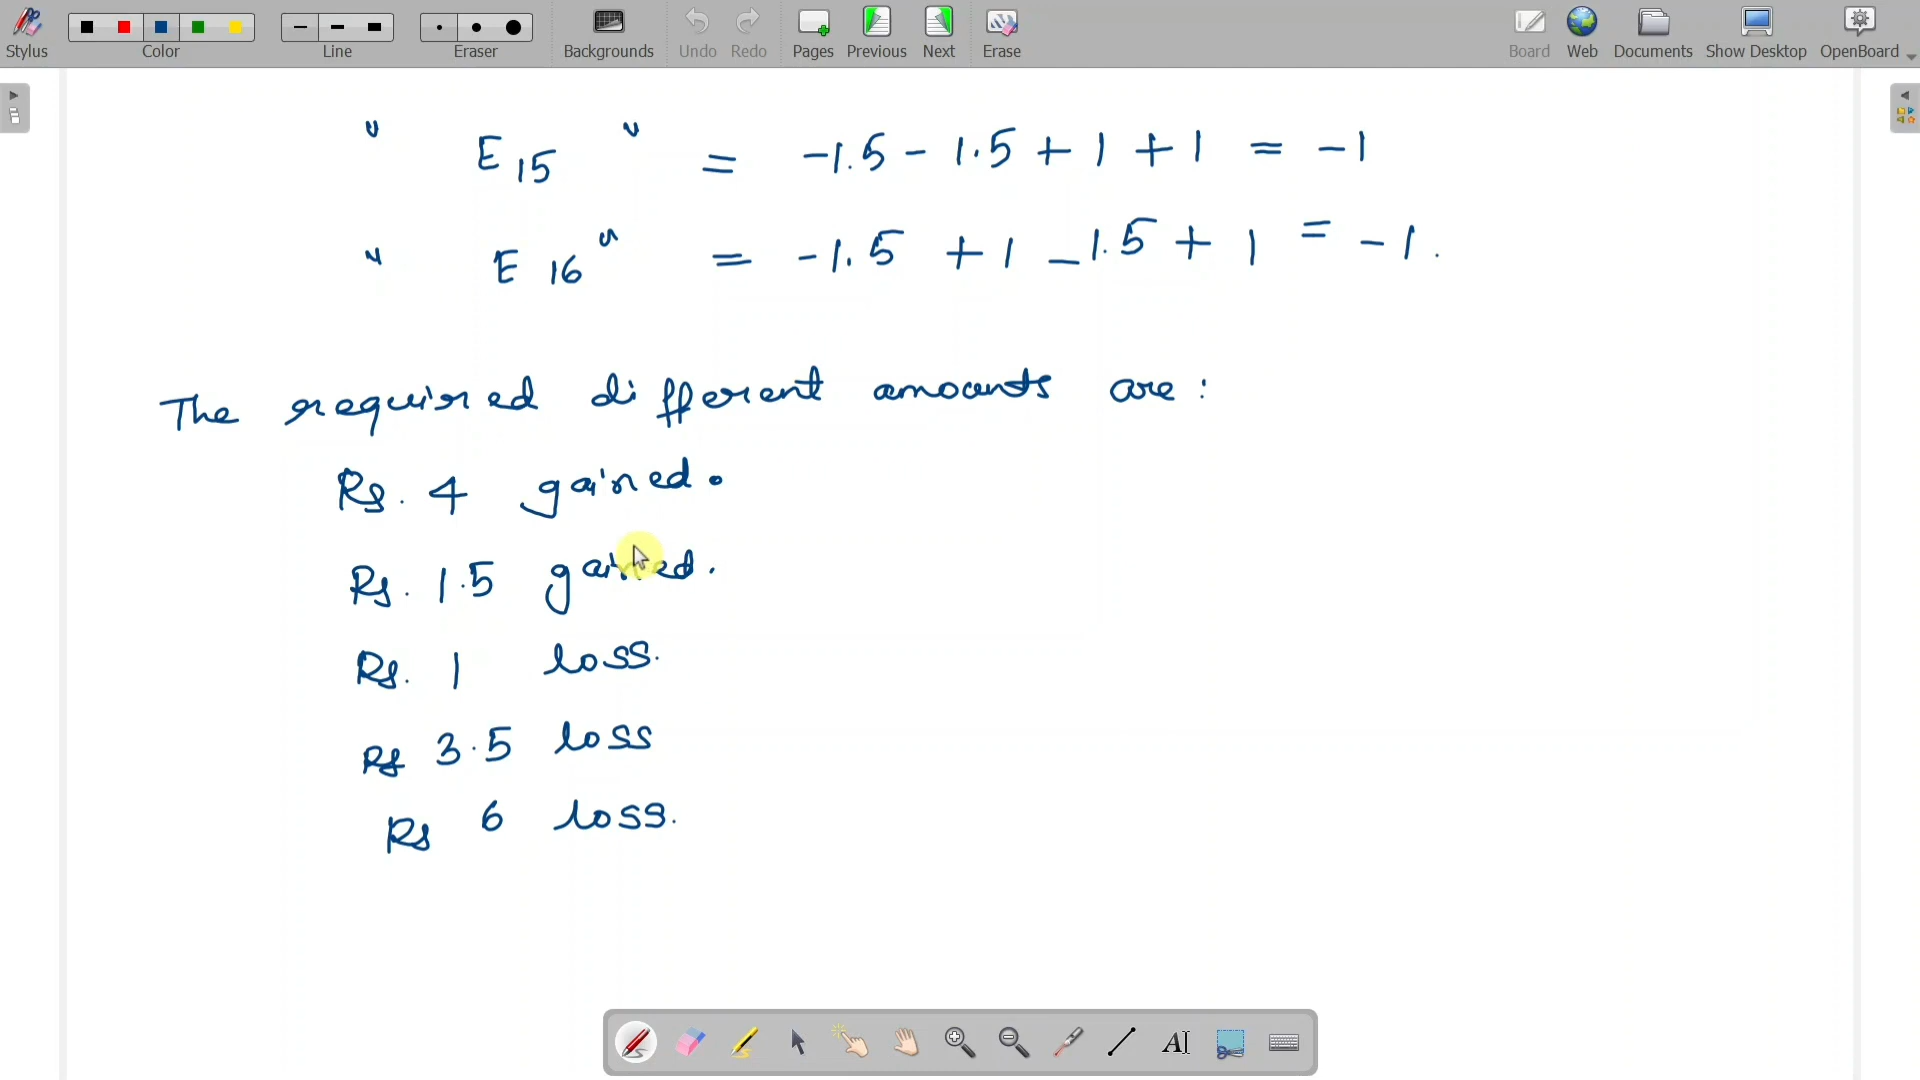 Stylus Color Line Eraser Backgrounds Undo Redo Pages Previous Next Erase Board Web Documents Show Desktop OpenBoard
" E15 " = -1.5 - 1.5 + 1 + 1 = -1
" E16 " = -1.5 + 1 - 1.5 + 1 = -1.
The required different amounts are:
Rs. 4 gained.
Rs. 1.5 gained.
Rs. 1 loss.
Rs 3.5 loss
Rs 6 loss.